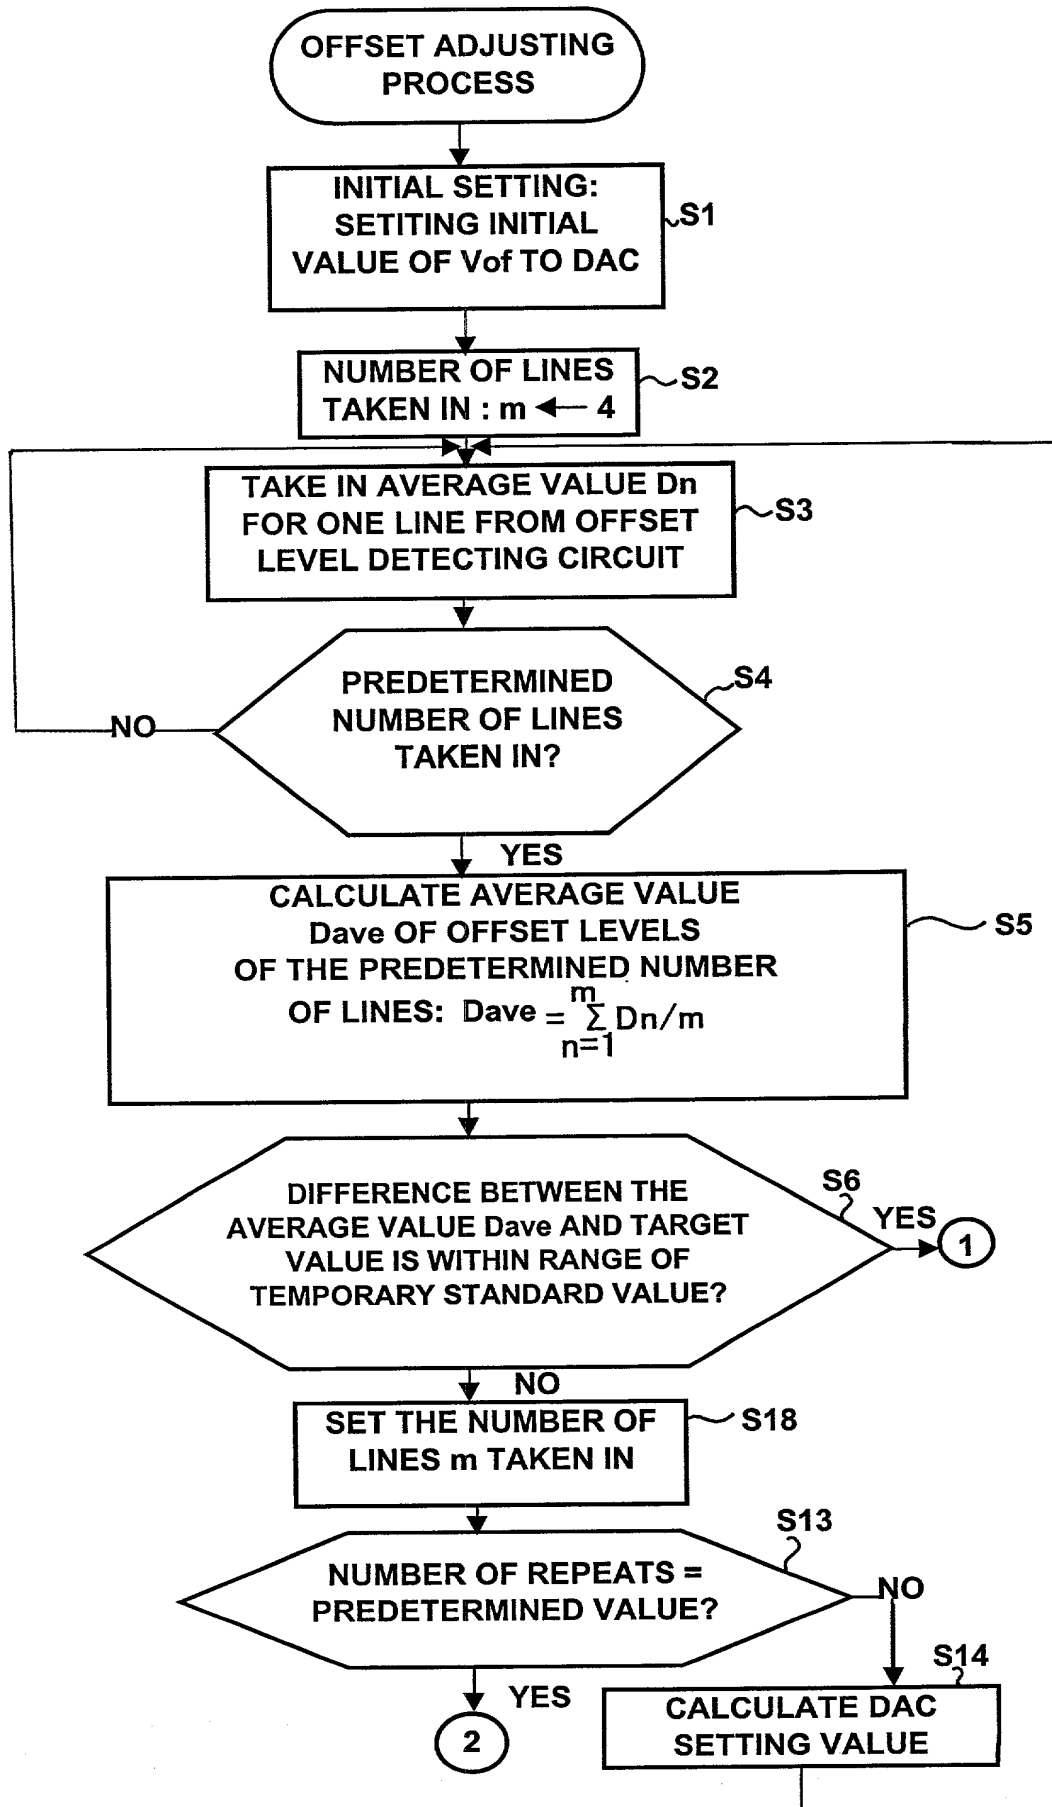 OFFSET ADJUSTING
PROCESS
INITIAL SETTING:
SETITING INITIAL
VALUE OF Vof TO DAC
S1
NUMBER OF LINES
TAKEN IN : m ← 4
S2
TAKE IN AVERAGE VALUE Dn
FOR ONE LINE FROM OFFSET
LEVEL DETECTING CIRCUIT
S3
PREDETERMINED
NUMBER OF LINES
TAKEN IN?
S4
NO
YES
CALCULATE AVERAGE VALUE
Dave OF OFFSET LEVELS
OF THE PREDETERMINED NUMBER
m
OF LINES: Dave = Σ Dn/m
n=1
S5
DIFFERENCE BETWEEN THE
AVERAGE VALUE Dave AND TARGET
VALUE IS WITHIN RANGE OF
TEMPORARY STANDARD VALUE?
S6
YES
1
NO
SET THE NUMBER OF
LINES m TAKEN IN
S18
NUMBER OF REPEATS =
PREDETERMINED VALUE?
S13
NO
YES
2
S14
CALCULATE DAC
SETTING VALUE